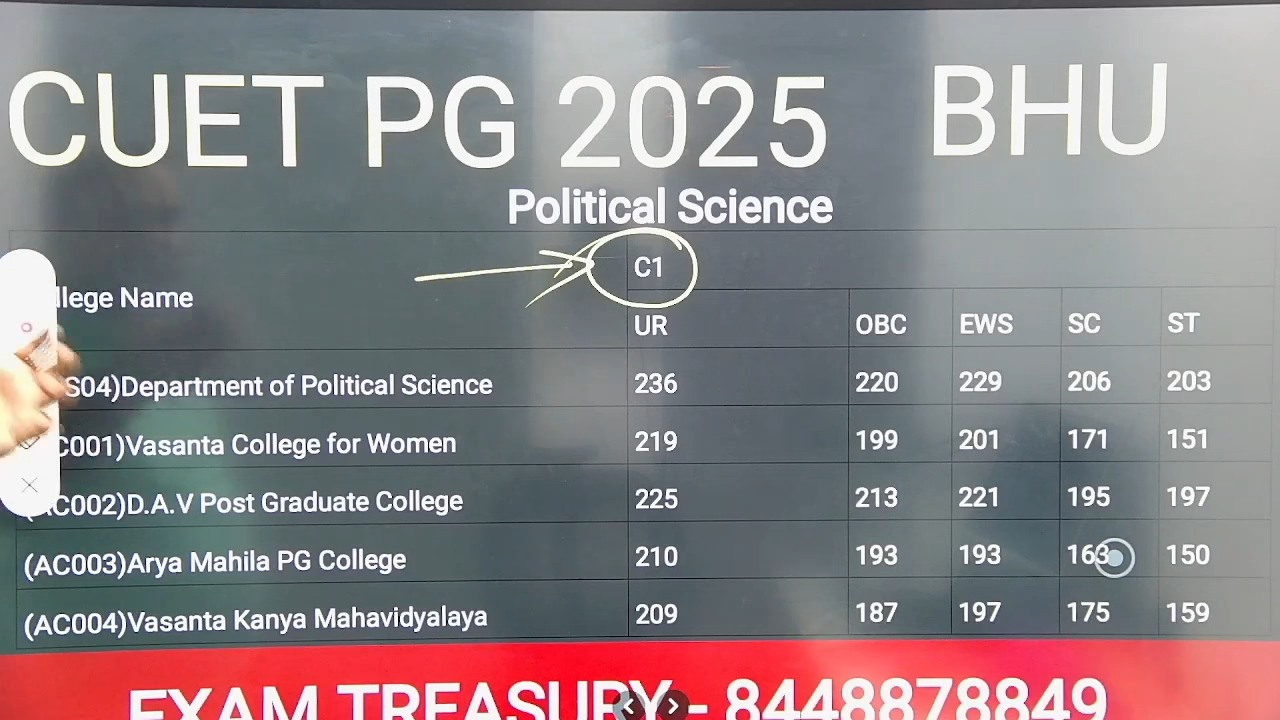 CUET PG 2025 BHU
Political Science
llege Name C1
UR OBC EWS SC ST
S04)Department of Political Science 236 220 229 206 203
C001)Vasanta College for Women 219 199 201 171 151
(AC002)D.A.V Post Graduate College 225 213 221 195 197
(AC003)Arya Mahila PG College 210 193 193 163 150
(AC004)Vasanta Kanya Mahavidyalaya 209 187 197 175 159
EXAM TREASURY - 8448878849